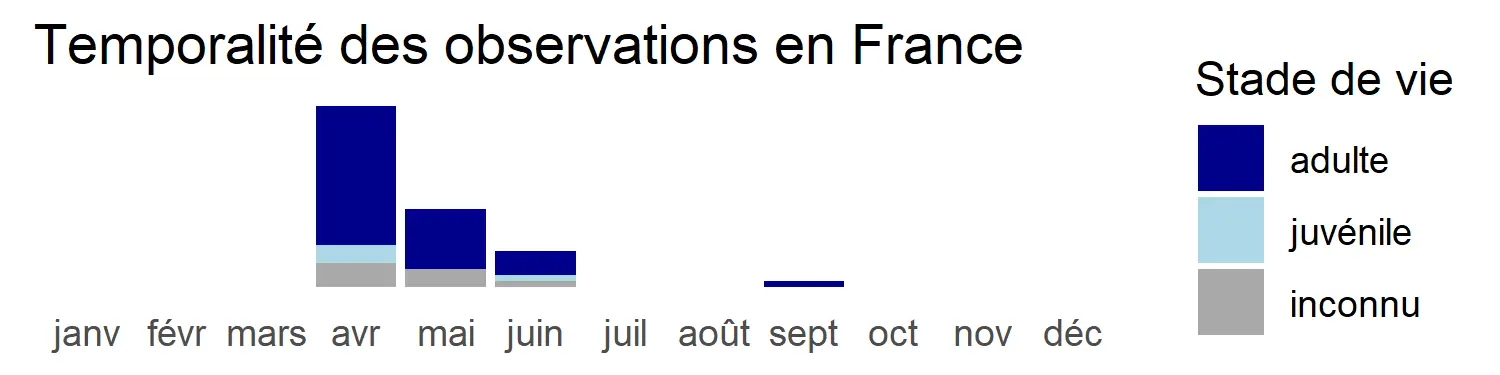 Temporalité des observations en France
janv févr mars avr mai juin juil août sept oct nov déc
Stade de vie
adulte
juvénile
inconnu